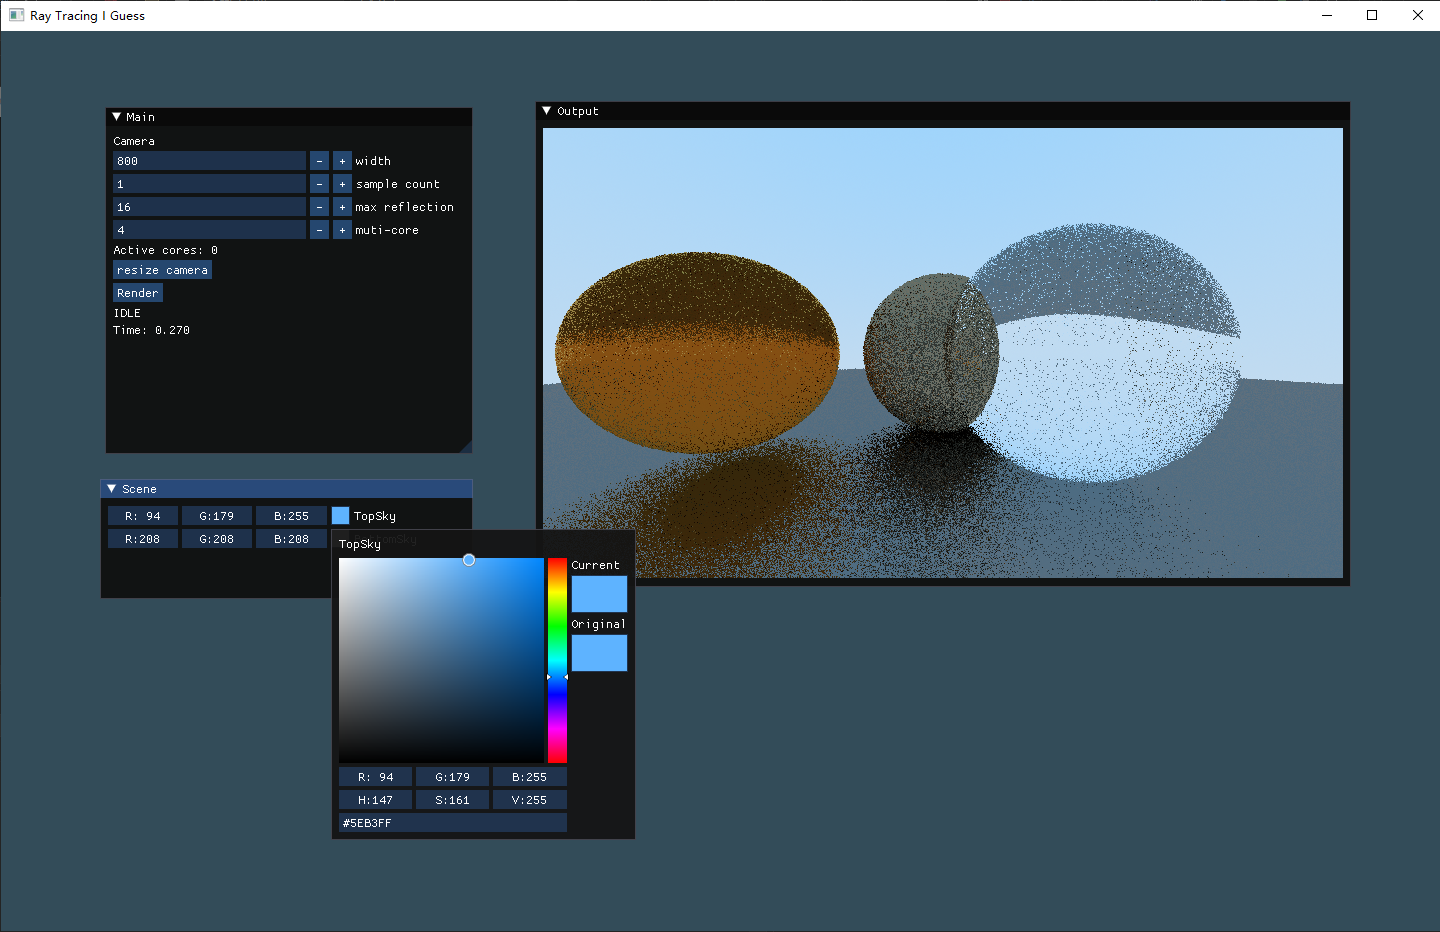 Ray Tracing I Guess
Main
Camera
800 - + width
1 - + sample count
16 - + max reflection
4 - + muti-core
Active cores: 0
resize camera
Render
IDLE
Time: 0.270
Output
Scene
R: 94 G:179 B:255 TopSky
R:208 G:208 B:208
TopSky
Current
Original
R: 94 G:179 B:255
H:147 S:161 V:255
#5EB3FF